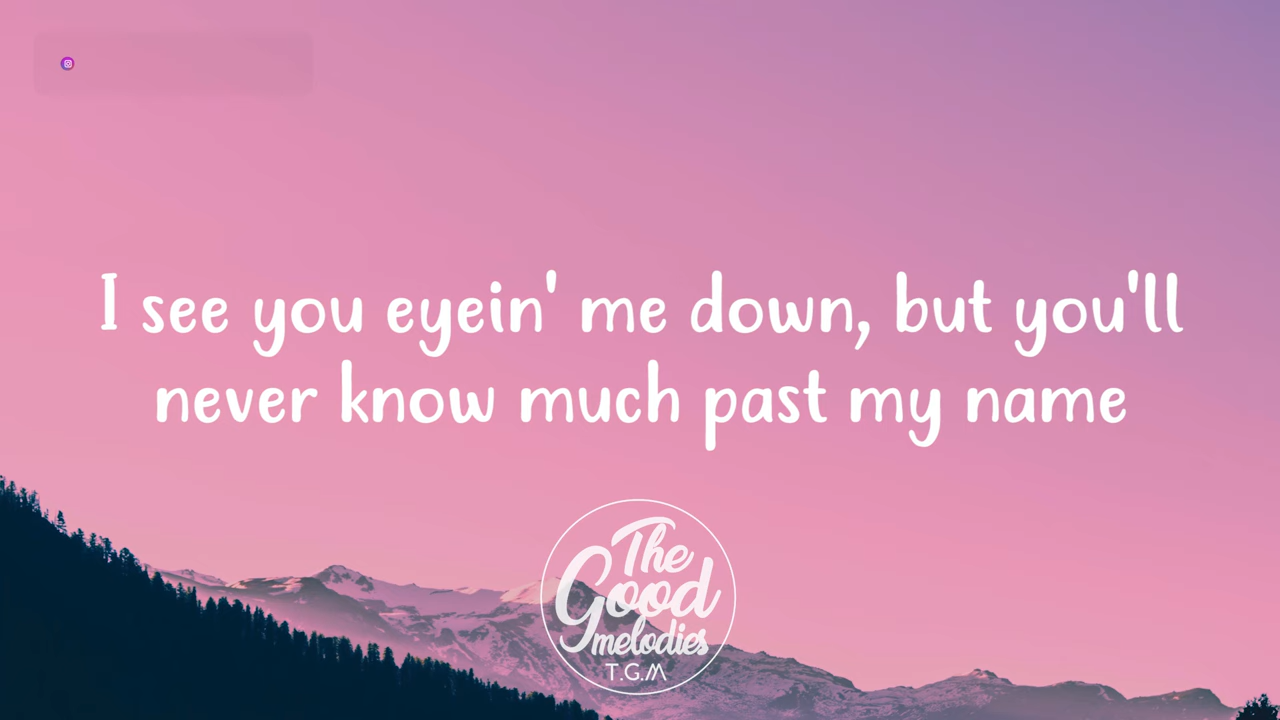 I see you eyein' me down, but you'll
never know much past my name
The
Good
melodies
T.G.M